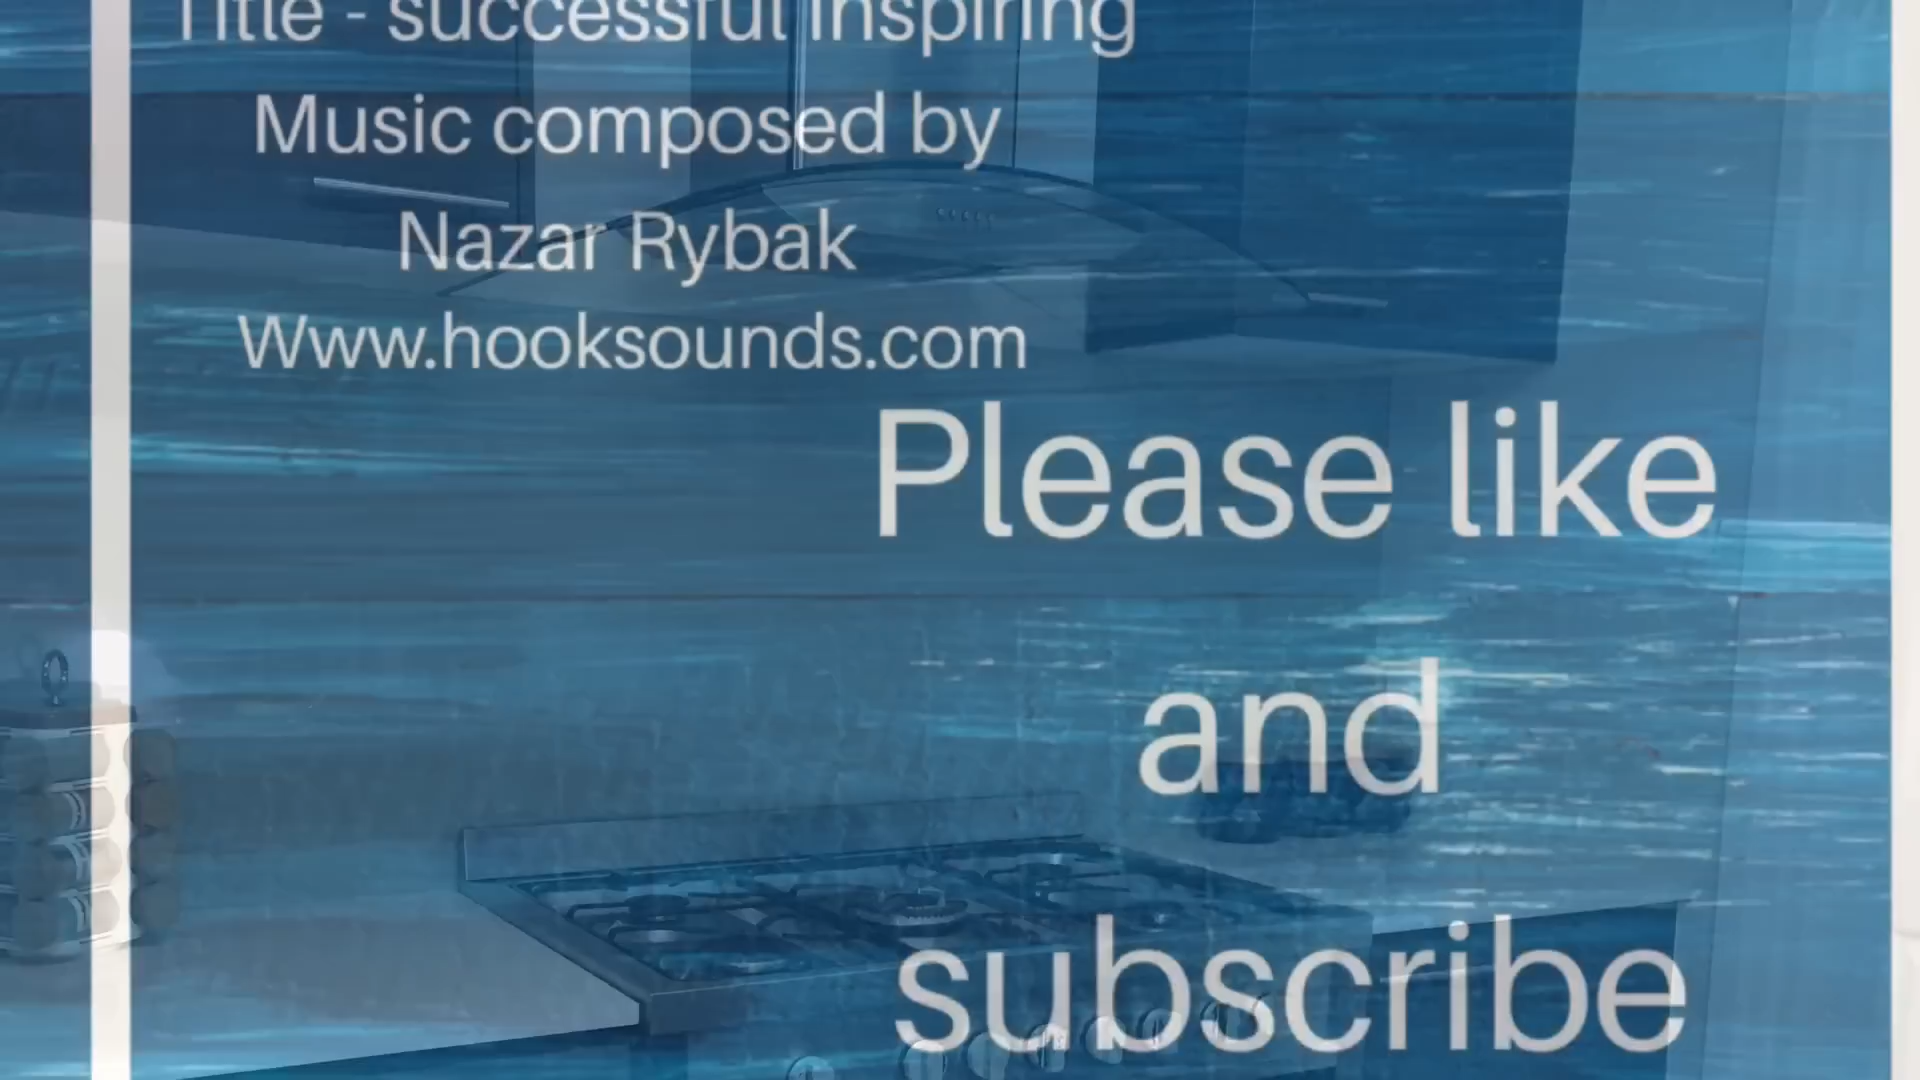 Title - successful inspiring
Music composed by
Nazar Rybak
Www.hooksounds.com
Please like
and
subscribe